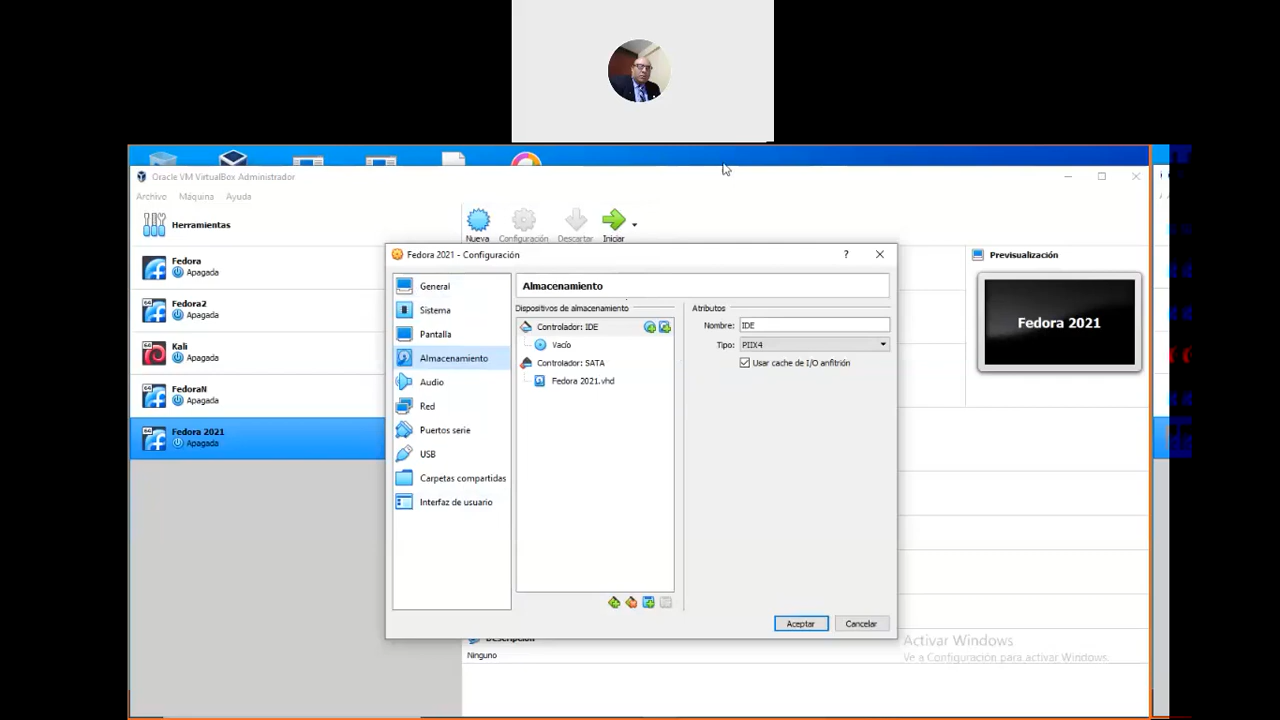 Oracle VM VirtualBox Administrador
Archivo Máquina Ayuda
Herramientas
Nueva Configuración Descartar Iniciar
Fedora
Apagada
Fedora2
Apagada
Kali
Apagada
FedoraN
Apagada
Fedora 2021
Apagada
Fedora 2021 - Configuración
General
Sistema
Pantalla
Almacenamiento
Audio
Red
Puertos serie
USB
Carpetas compartidas
Interfaz de usuario
Almacenamiento
Dispositivos de almacenamiento
Controlador: IDE
Vacío
Controlador: SATA
Fedora 2021.vhd
Atributos
Nombre: IDE
Tipo: PIIX4
Usar cache de I/O anfitrión
Aceptar Cancelar
Previsualización
Fedora 2021
Descripción
Ninguno
Activar Windows
Ve a Configuración para activar Windows.